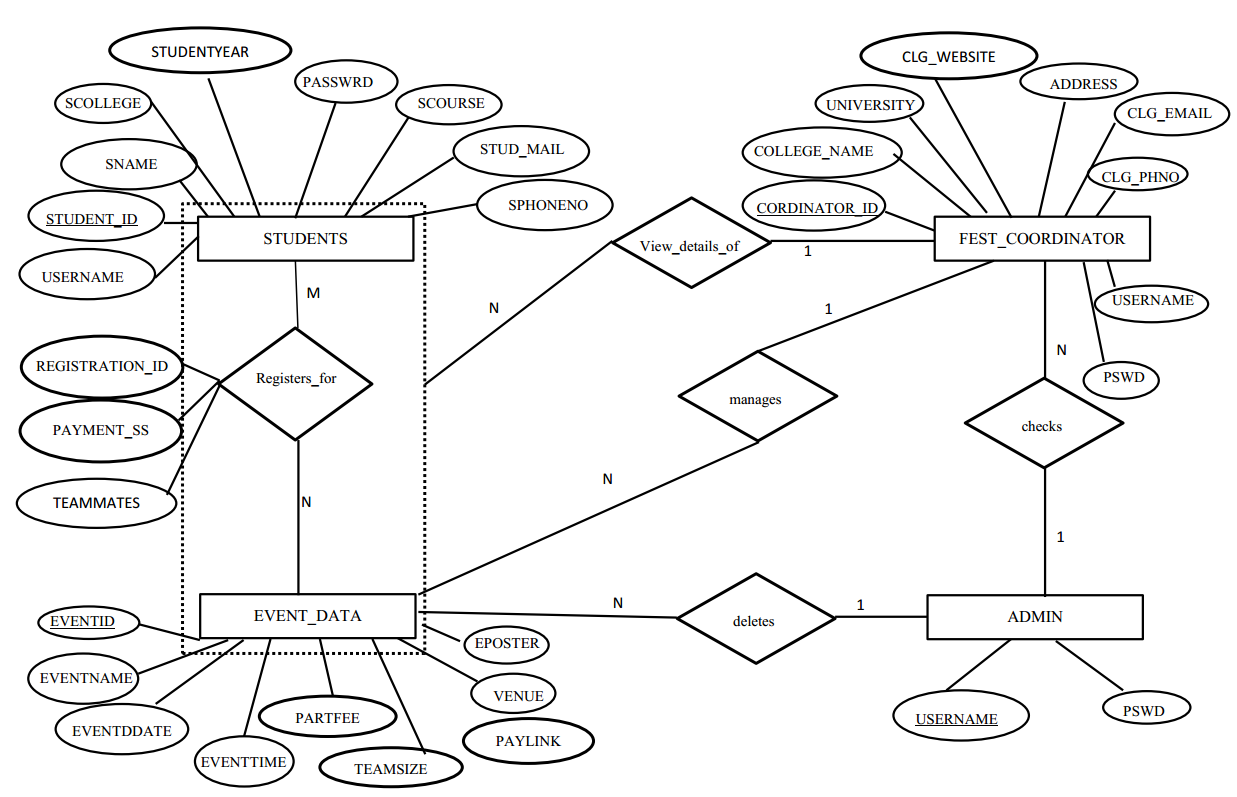 STUDENTYEAR
CLG_WEBSITE
PASSWRD
ADDRESS
SCOLLEGE
SCOURSE
UNIVERSITY
CLG_EMAIL
SNAME
STUD_MAIL
COLLEGE_NAME
CLG_PHNO
STUDENT_ID
SPHONENO
CORDINATOR_ID
STUDENTS
View_details_of
FEST_COORDINATOR
1
USERNAME
M
N
1
USERNAME
REGISTRATION_ID
Registers_for
N
PSWD
manages
PAYMENT_SS
checks
TEAMMATES
N
N
1
EVENTID
EVENT_DATA
N
1
deletes
ADMIN
EPOSTER
EVENTNAME
VENUE
EVENTDDATE
PARTFEE
USERNAME
PSWD
PAYLINK
EVENTTIME
TEAMSIZE